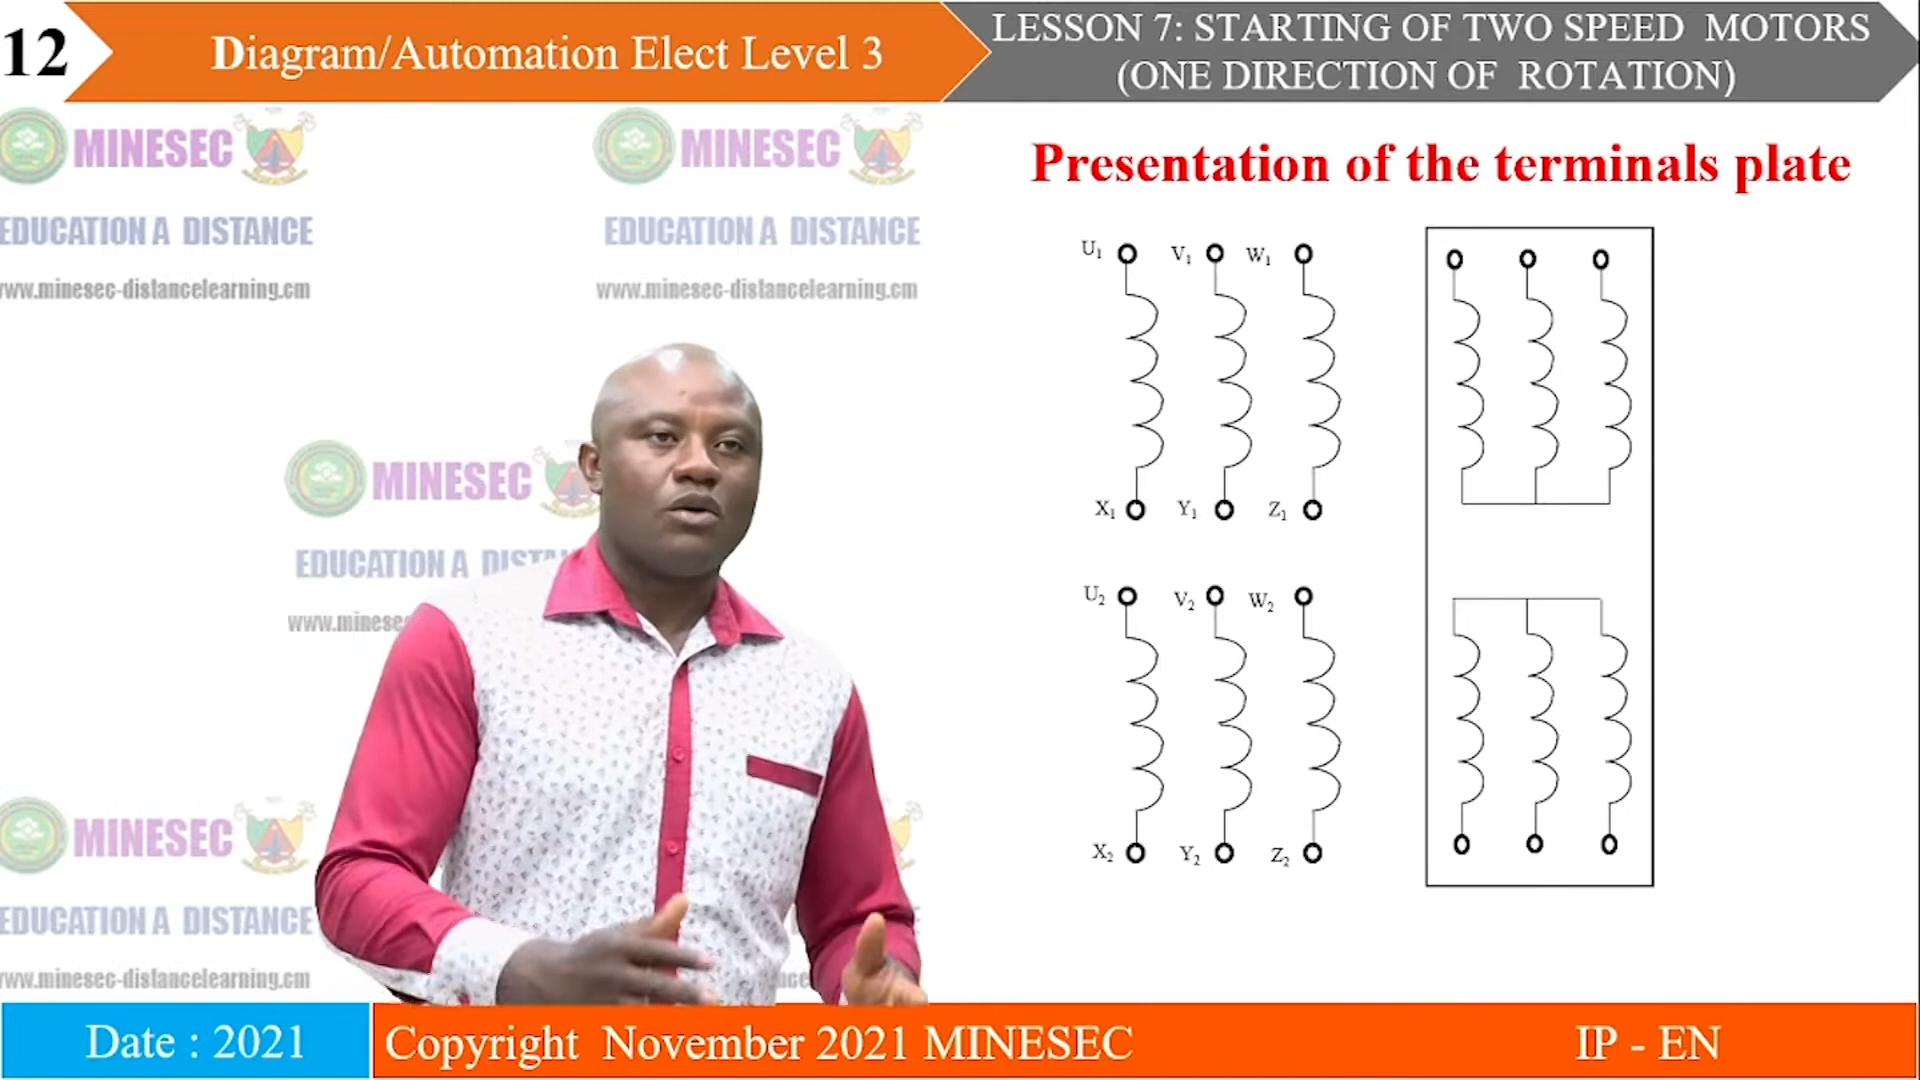 12
Diagram/Automation Elect Level 3
LESSON 7: STARTING OF TWO SPEED MOTORS
(ONE DIRECTION OF ROTATION)
MINESEC
EDUCATION A DISTANCE
www.minesec-distancelearning.cm
MINESEC
EDUCATION A DISTANCE
www.minesec-distancelearning.cm
MINESEC
EDUCATION A
www.minesec
MINESEC
EDUCATION A DISTANCE
www.minesec-distancelearning.cm
Presentation of the terminals plate
U₁ V₁ W₁
X₁ Y₁ Z₁
U₂ V₂ W₂
X₂ Y₂ Z₂
Date : 2021
Copyright November 2021 MINESEC
IP - EN